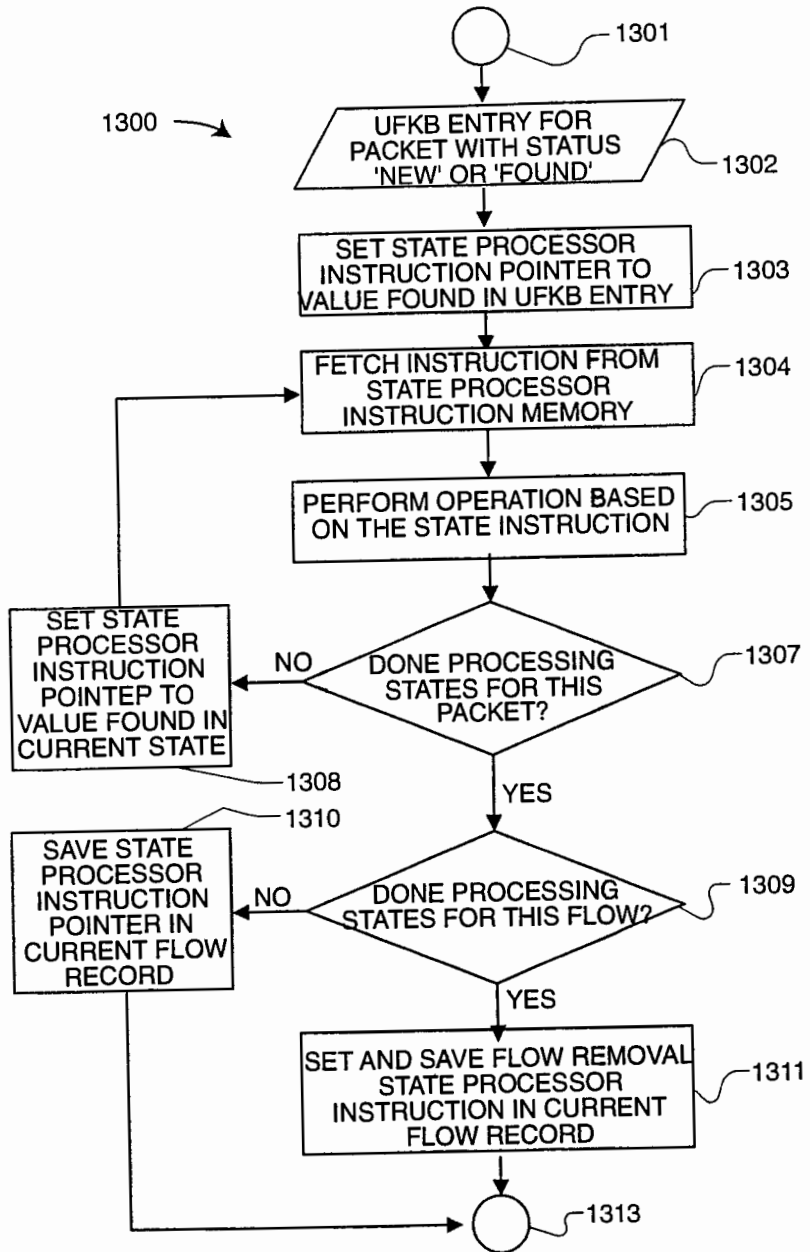 1301
1300
UFKB ENTRY FOR
PACKET WITH STATUS
'NEW' OR 'FOUND'
1302
SET STATE PROCESSOR
INSTRUCTION POINTER TO
VALUE FOUND IN UFKB ENTRY
1303
FETCH INSTRUCTION FROM
STATE PROCESSOR
INSTRUCTION MEMORY
1304
PERFORM OPERATION BASED
ON THE STATE INSTRUCTION
1305
SET STATE
PROCESSOR
INSTRUCTION
POINTEP TO
VALUE FOUND IN
CURRENT STATE
1308
NO
DONE PROCESSING
STATES FOR THIS
PACKET?
1307
YES
1310
SAVE STATE
PROCESSOR
INSTRUCTION
POINTER IN
CURRENT FLOW
RECORD
NO
DONE PROCESSING
STATES FOR THIS FLOW?
1309
YES
SET AND SAVE FLOW REMOVAL
STATE PROCESSOR
INSTRUCTION IN CURRENT
FLOW RECORD
1311
1313